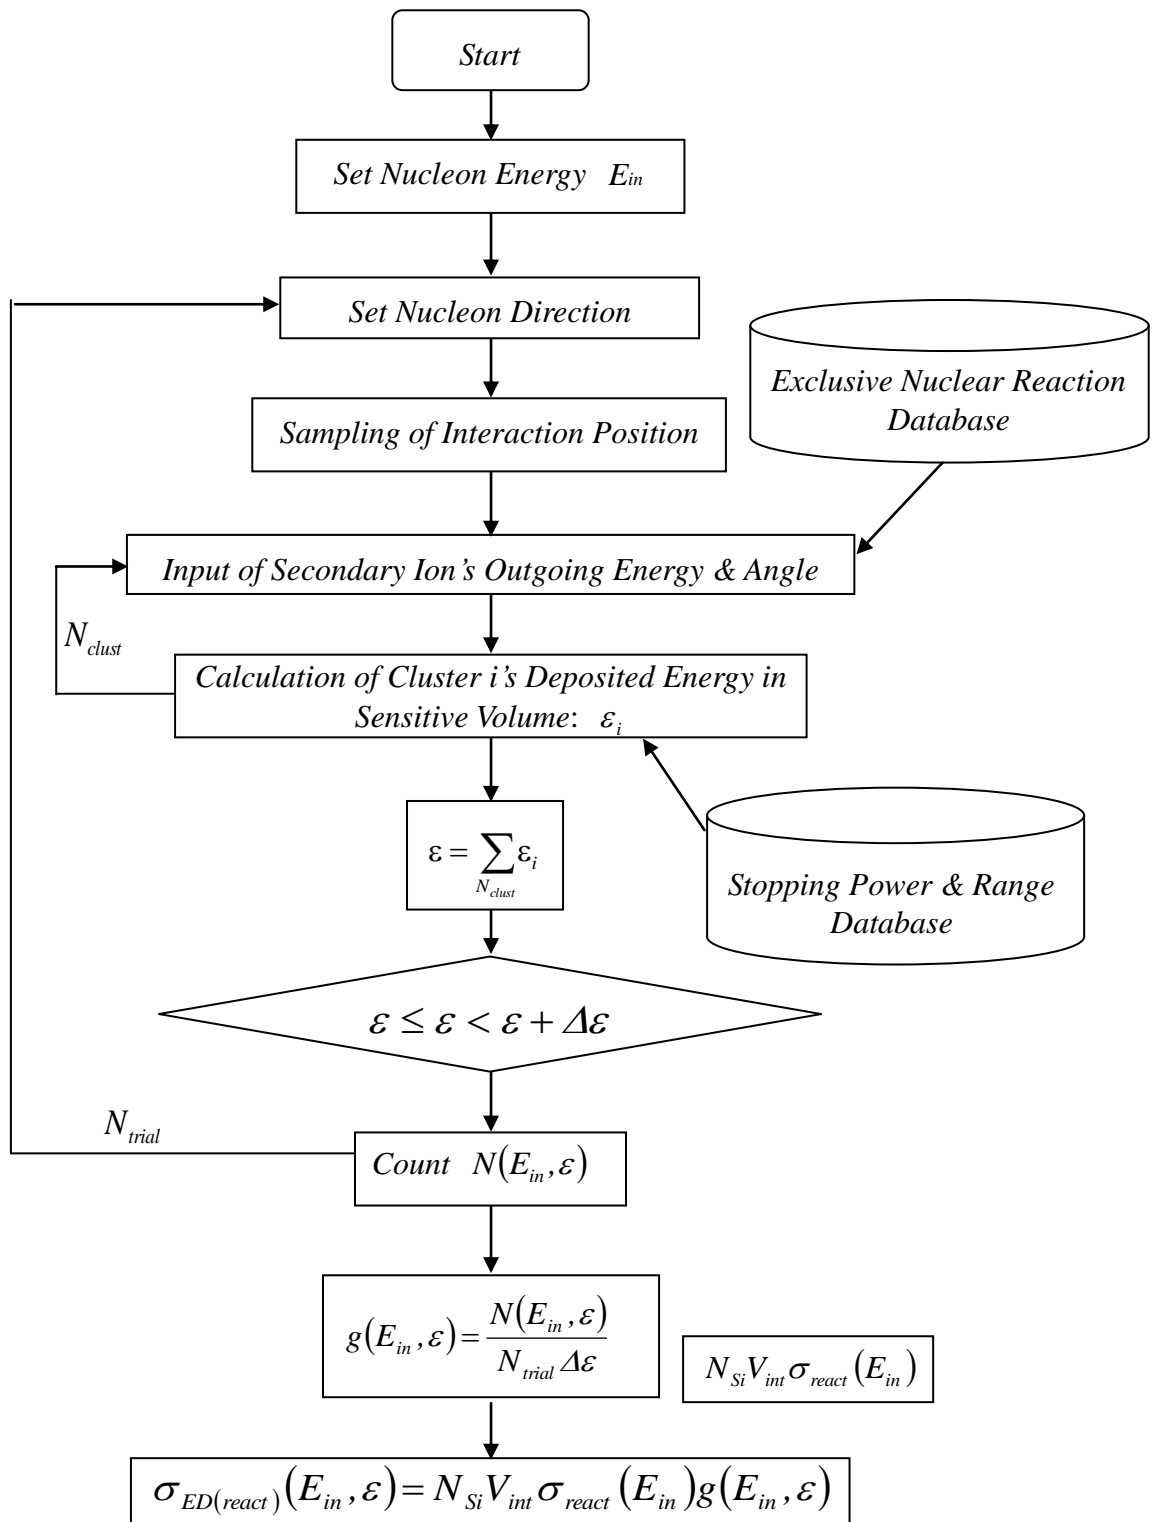 Start
Set Nucleon Energy E_in
Set Nucleon Direction
Exclusive Nuclear Reaction
Database
Sampling of Interaction Position
Input of Secondary Ion’s Outgoing Energy & Angle
N_clust
Calculation of Cluster i’s Deposited Energy in
Sensitive Volume: ε_i
ε = ∑_{N_clust} ε_i
Stopping Power & Range
Database
ε ≤ ε < ε + Δε
N_trial
Count N(E_in, ε)
g(E_in, ε) = N(E_in, ε) / N_trial Δε
N_Si V_int σ_react (E_in)
σ_ED(react) (E_in, ε) = N_Si V_int σ_react (E_in) g(E_in, ε)